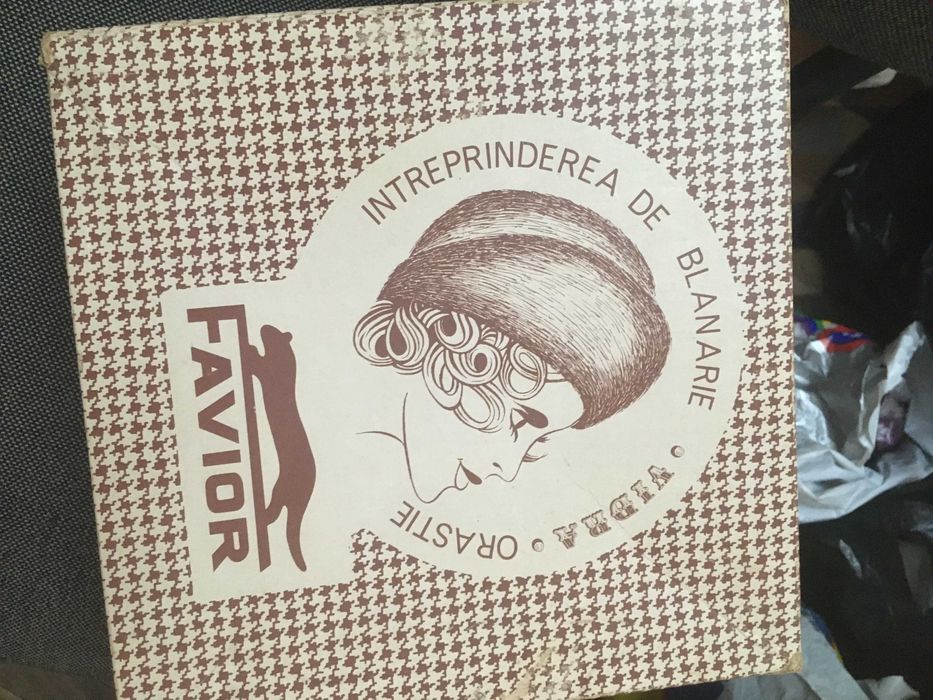 INTREPRINDEREA DE BLANARIE • VIDRA • ORASTIE
FAVIOR